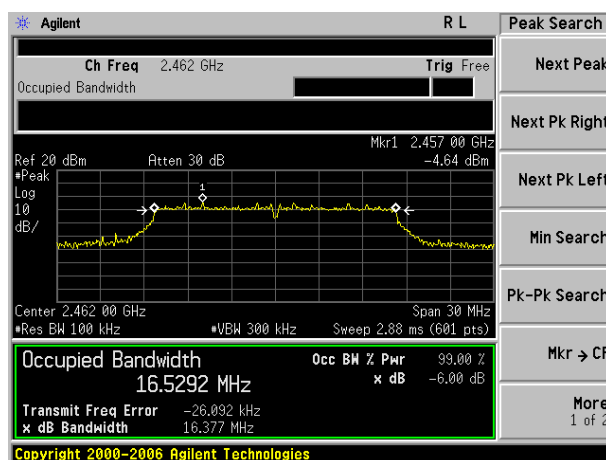 Agilent R L Peak Search
Ch Freq 2.462 GHz Trig Free
Occupied Bandwidth
Next Peak
Next Pk Right
Next Pk Left
Min Search
Pk-Pk Search
Mkr → CF
More
1 of 2
Mkr1 2.457 00 GHz
Ref 20 dBm Atten 30 dB -4.64 dBm
#Peak
Log
10
dB/
1
Center 2.462 00 GHz Span 30 MHz
#Res BW 100 kHz #VBW 300 kHz Sweep 2.88 ms (601 pts)
Occupied Bandwidth Occ BW % Pwr 99.00 %
16.5292 MHz x dB -6.00 dB
Transmit Freq Error -26.092 kHz
x dB Bandwidth 16.377 MHz
Copyright 2000-2006 Agilent Technologies